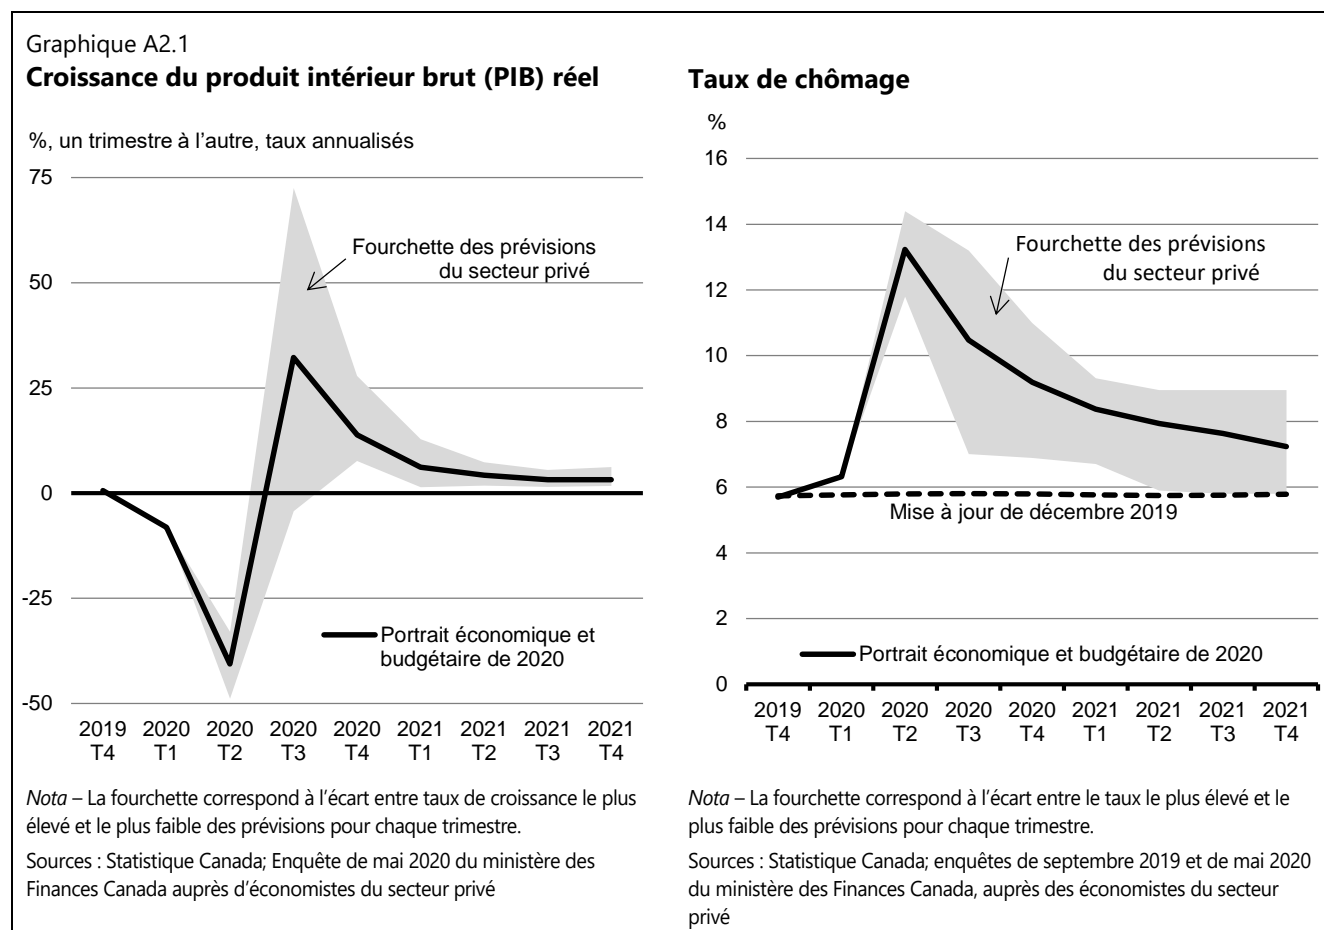 Graphique A2.1
Croissance du produit intérieur brut (PIB) réel
%, un trimestre à l'autre, taux annualisés
75
50
25
0
-25
-50
Fourchette des prévisions
du secteur privé
Portrait économique et
budgétaire de 2020
2019 2020 2020 2020 2020 2021 2021 2021 2021
T4 T1 T2 T3 T4 T1 T2 T3 T4
Nota – La fourchette correspond à l'écart entre taux de croissance le plus
élevé et le plus faible des prévisions pour chaque trimestre.
Sources : Statistique Canada; Enquête de mai 2020 du ministère des
Finances Canada auprès d'économistes du secteur privé
Taux de chômage
%
16
14
12
10
8
6
4
2
0
Fourchette des prévisions
du secteur privé
Mise à jour de décembre 2019
Portrait économique et budgétaire de 2020
2019 2020 2020 2020 2020 2021 2021 2021 2021
T4 T1 T2 T3 T4 T1 T2 T3 T4
Nota – La fourchette correspond à l'écart entre le taux le plus élevé et le
plus faible des prévisions pour chaque trimestre.
Sources : Statistique Canada; enquêtes de septembre 2019 et de mai 2020
du ministère des Finances Canada, auprès des économistes du secteur
privé